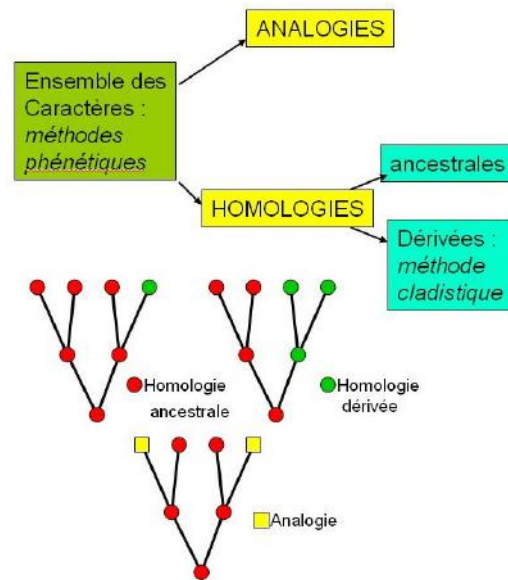 ANALOGIES
Ensemble des
Caractères :
méthodes
phénétiques
ancestrales
HOMOLOGIES
Dérivées :
méthode
cladistique
Homologie
ancestrale
Homologie
dérivée
Analogie